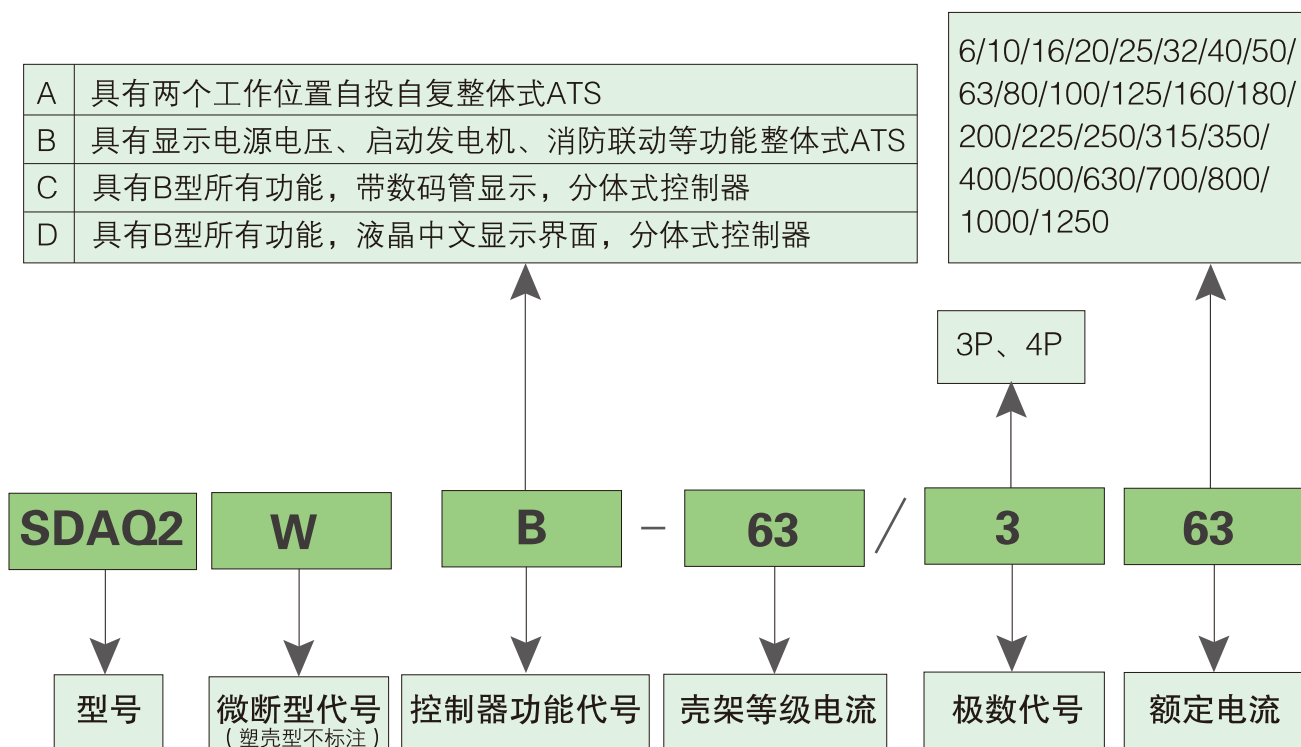 A 具有两个工作位置自投自复整体式ATS
B 具有显示电源电压、启动发电机、消防联动等功能整体式ATS
C 具有B型所有功能，带数码管显示，分体式控制器
D 具有B型所有功能，液晶中文显示界面，分体式控制器
6/10/16/20/25/32/40/50/
63/80/100/125/160/180/
200/225/250/315/350/
400/500/630/700/800/
1000/1250
3P、4P
SDAQ2 W B － 63 / 3 63
型号
微断型代号
（塑壳型不标注）
控制器功能代号
壳架等级电流
极数代号
额定电流